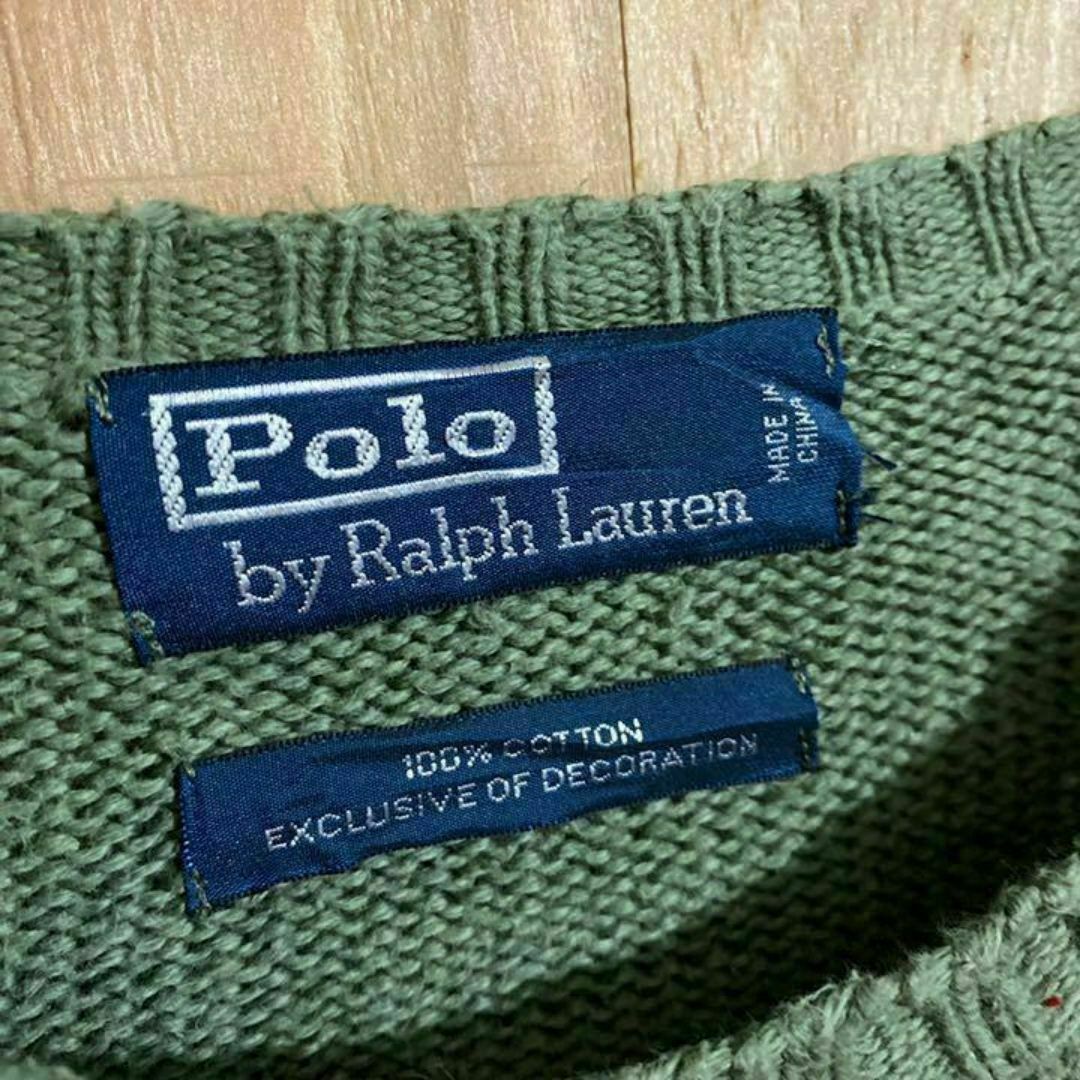 Polo
by Ralph Lauren
MADE IN
CHINA
100% COTTON
EXCLUSIVE OF DECORATION